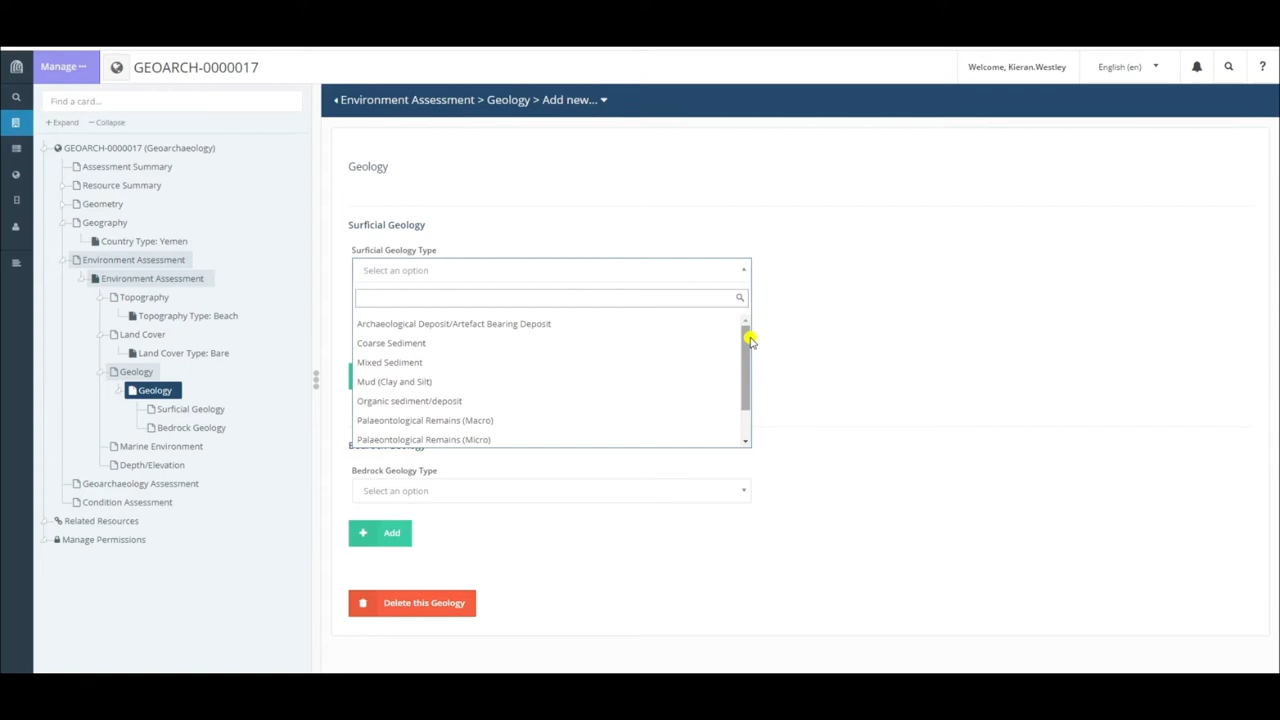 Manage
GEOARCH-0000017
Welcome, Kieran.Westley
English (en)
?
Find a card...
+ Expand
− Collapse
Environment Assessment > Geology > Add new...
GEOARCH-0000017 (Geoarchaeology)
Assessment Summary
Resource Summary
Geometry
Geography
Country Type: Yemen
Environment Assessment
Environment Assessment
Topography
Topography Type: Beach
Land Cover
Land Cover Type: Bare
Geology
Geology
Surficial Geology
Bedrock Geology
Marine Environment
Depth/Elevation
Geoarchaeology Assessment
Condition Assessment
Related Resources
Manage Permissions
Geology
Surficial Geology
Surficial Geology Type
Select an option
Archaeological Deposit/Artefact Bearing Deposit
Coarse Sediment
Mixed Sediment
Mud (Clay and Silt)
Organic sediment/deposit
Palaeontological Remains (Macro)
Palaeontological Remains (Micro)
Bedrock Geology Type
Select an option
+ Add
Delete this Geology